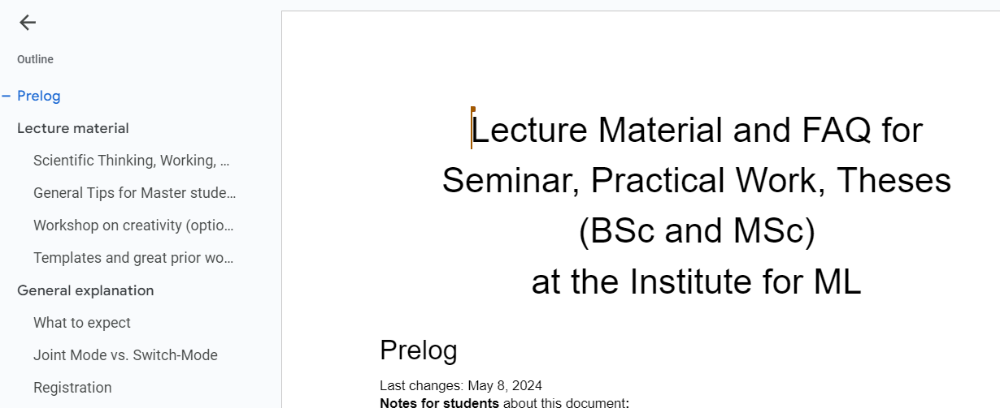 Outline
Prelog
Lecture material
Scientific Thinking, Working, ...
General Tips for Master stude...
Workshop on creativity (optio...
Templates and great prior wo...
General explanation
What to expect
Joint Mode vs. Switch-Mode
Registration
Lecture Material and FAQ for
Seminar, Practical Work, Theses
(BSc and MSc)
at the Institute for ML
Prelog
Last changes: May 8, 2024
Notes for students about this document: